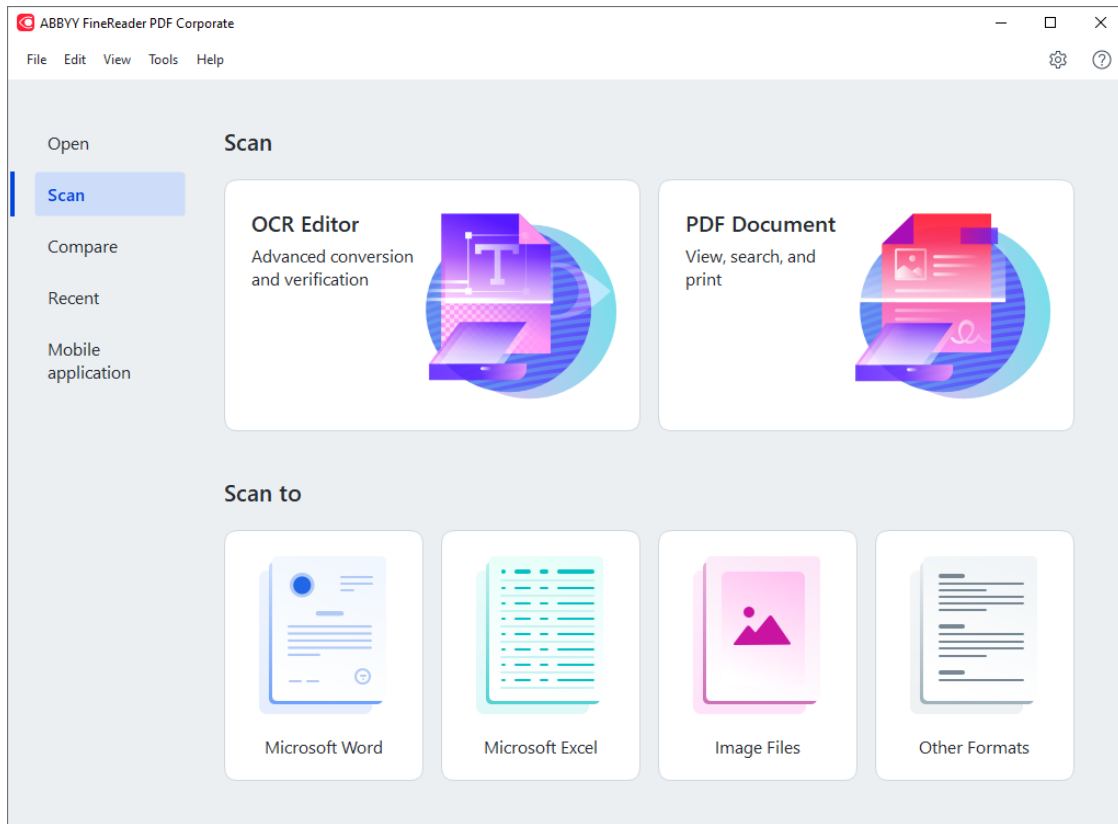 ABBYY FineReader PDF Corporate
File Edit View Tools Help
Open
Scan
Compare
Recent
Mobile
application
Scan
OCR Editor
Advanced conversion
and verification
T
PDF Document
View, search, and
print
Scan to
Microsoft Word
Microsoft Excel
Image Files
Other Formats